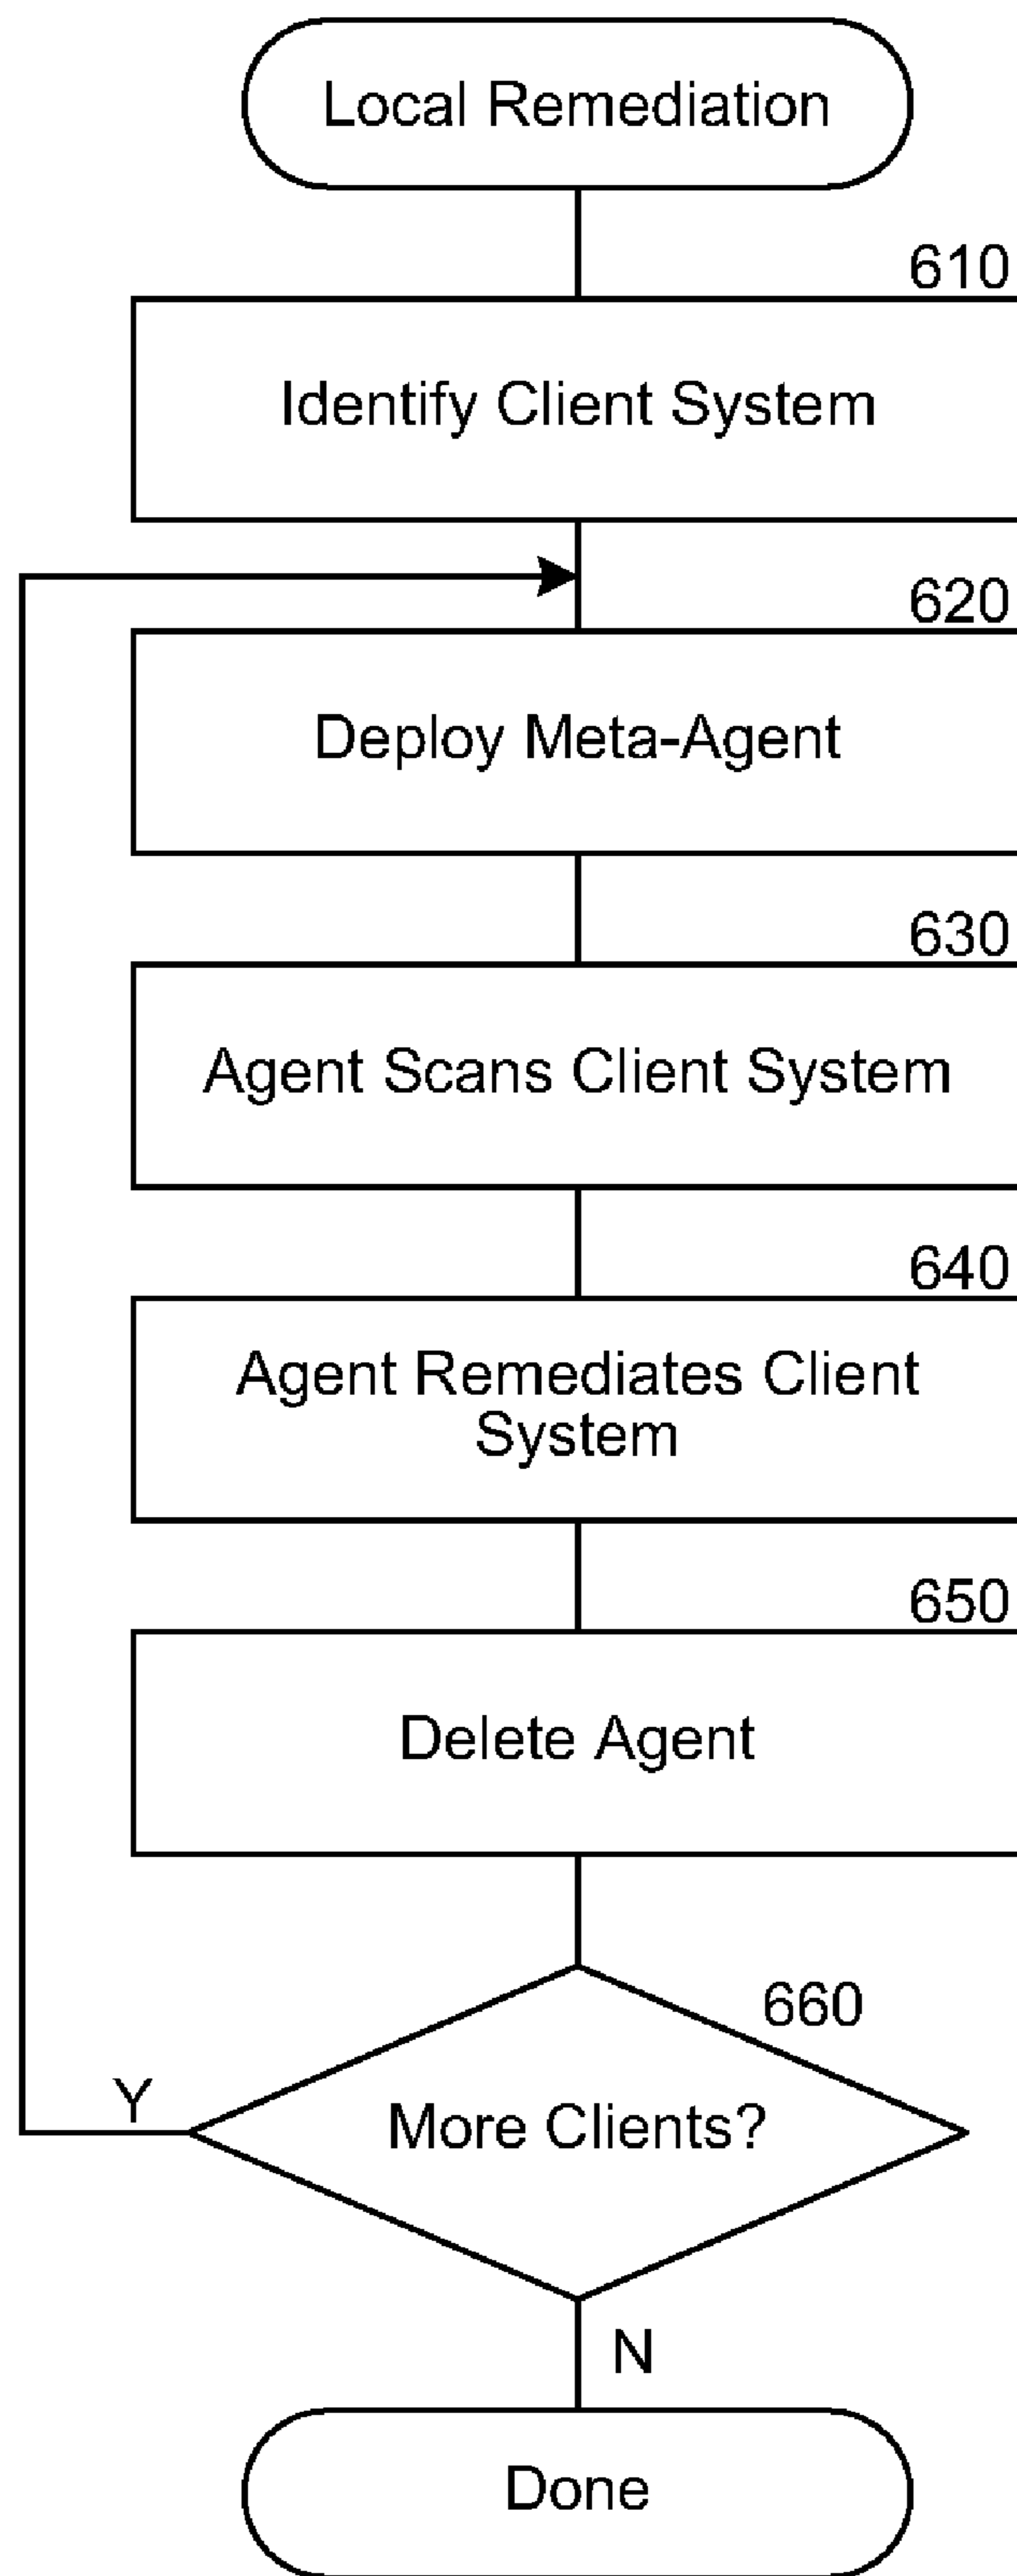 Local Remediation
610
Identify Client System
620
Deploy Meta-Agent
630
Agent Scans Client System
640
Agent Remediates Client
System
650
Delete Agent
660
More Clients?
Y
N
Done